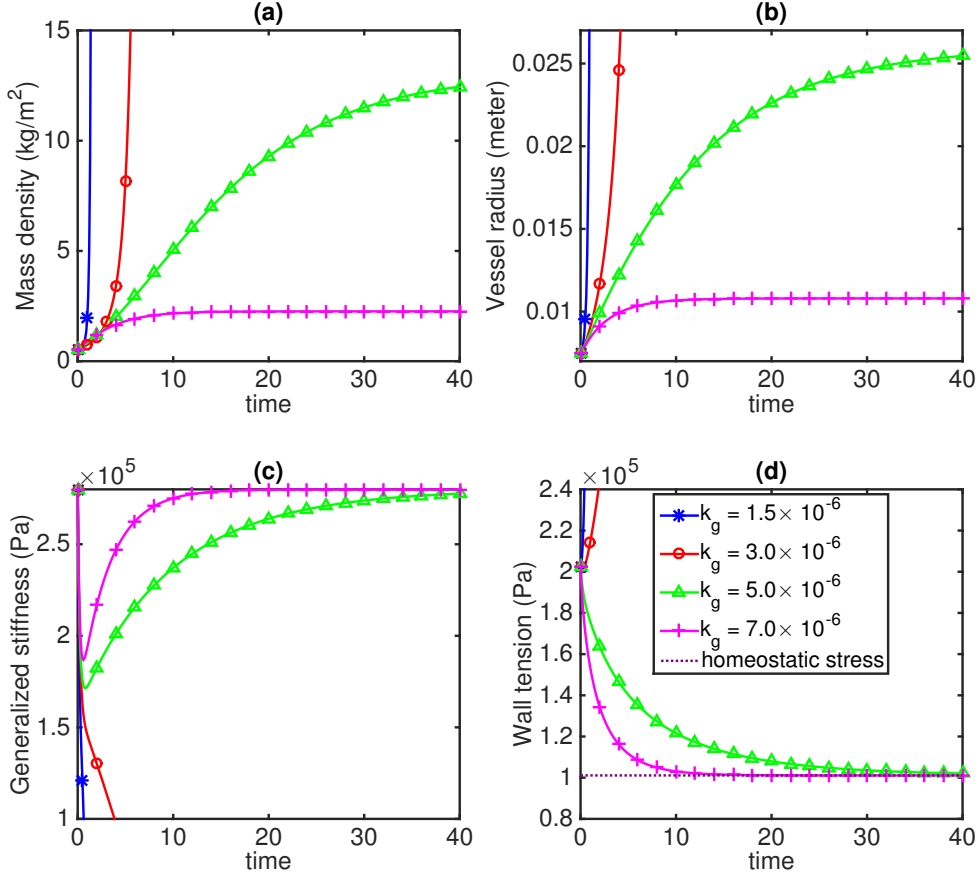 (a)
Mass density (kg/m²)
15
10
5
0
0 10 20 30 40
time
(b)
Vessel radius (meter)
0.025
0.02
0.015
0.01
0 10 20 30 40
time
(c)
× 10⁵
Generalized stiffness (Pa)
2.5
2
1.5
1
0 10 20 30 40
time
(d)
× 10⁵
Wall tension (Pa)
2.4
2.2
2
1.8
1.6
1.4
1.2
1
0.8
0 10 20 30 40
time
k_g = 1.5× 10⁻⁶
k_g = 3.0× 10⁻⁶
k_g = 5.0× 10⁻⁶
k_g = 7.0× 10⁻⁶
homeostatic stress